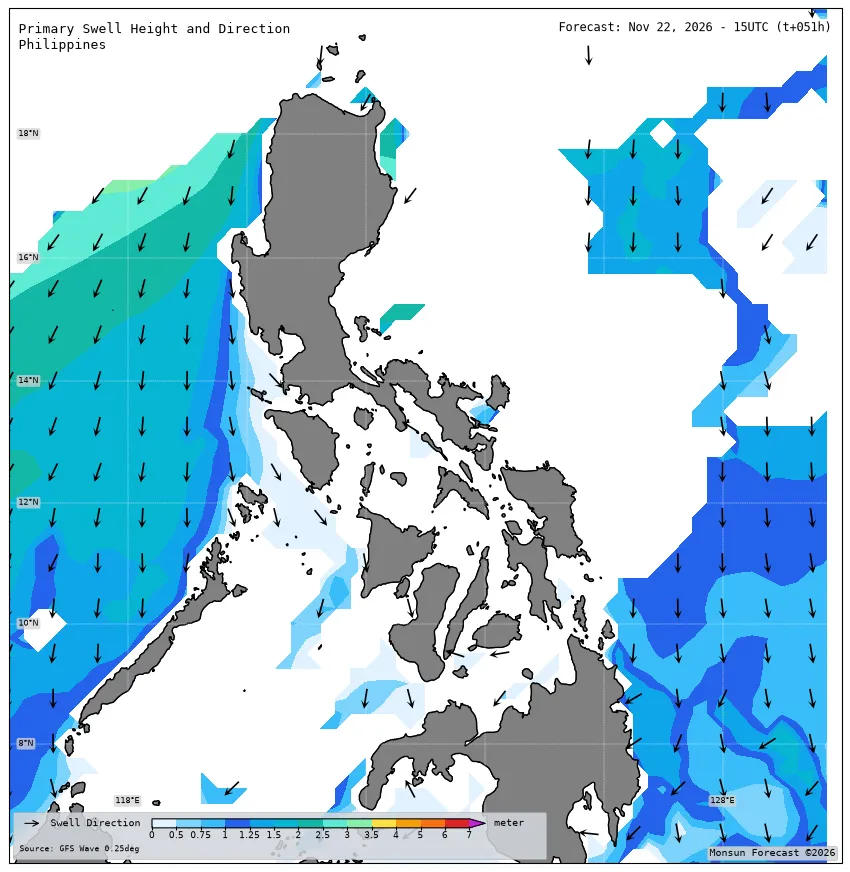 Primary Swell Height and Direction
Philippines
Forecast: Nov 22, 2026 - 15UTC (t+051h)
18°N
16°N
14°N
12°N
10°N
8°N
118°E
128°E
Swell Direction
0 0.5 0.75 1 1.25 1.5 2 2.5 3 3.5 4 5 6 7
meter
Source: GFS Wave 0.25deg
Monsun Forecast ©2026